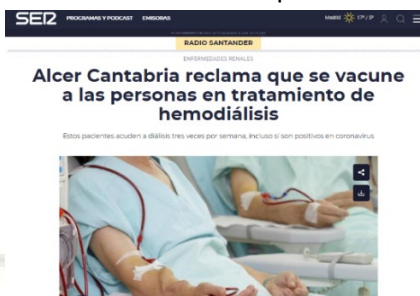 SER PROGRAMAS Y PODCAST EMISORAS Madrid
RADIO SANTANDER
ENFERMEDADES RENALES
Alcer Cantabria reclama que se vacune
a las personas en tratamiento de
hemodiálisis
Estos pacientes acuden a diálisis tres veces por semana, incluso si son positivos en coronavirus